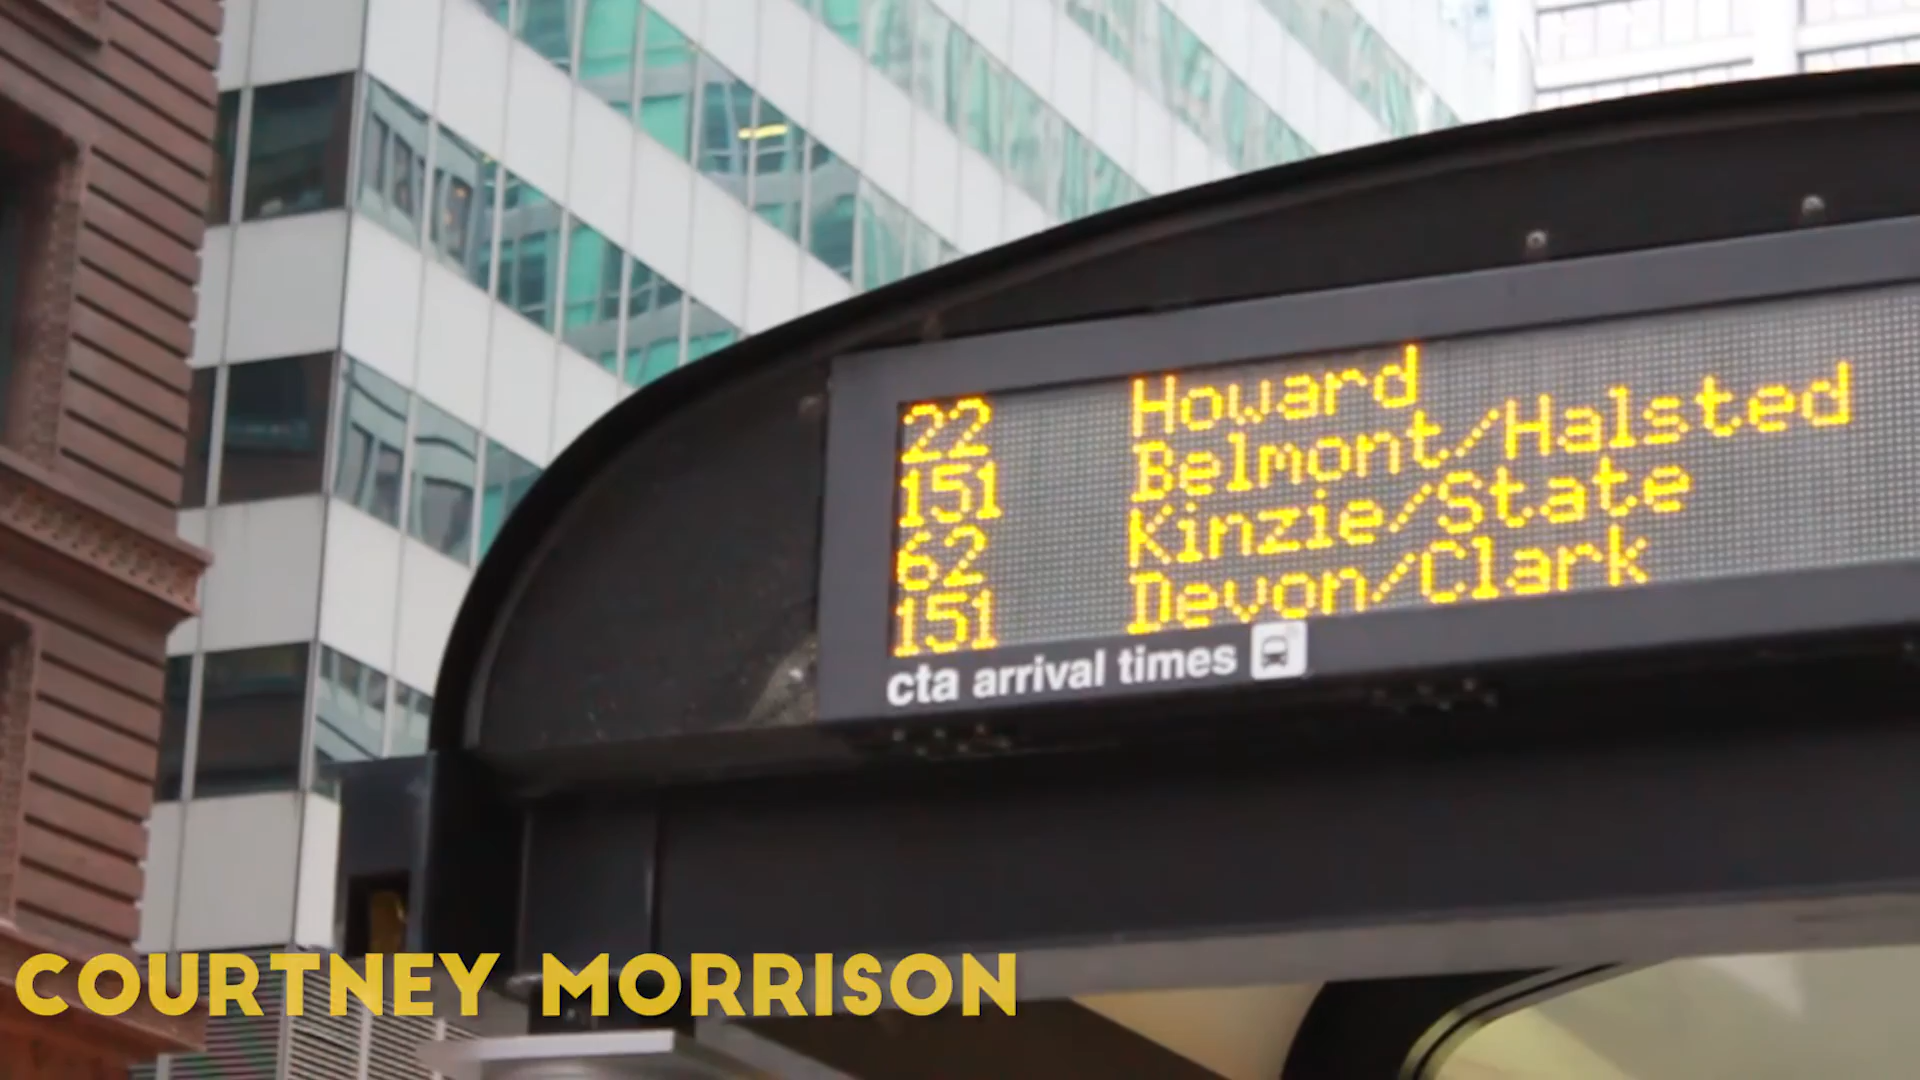 22 Howard
151 Belmont/Halsted
62 Kinzie/State
151 Devon/Clark
cta arrival times
COURTNEY MORRISON